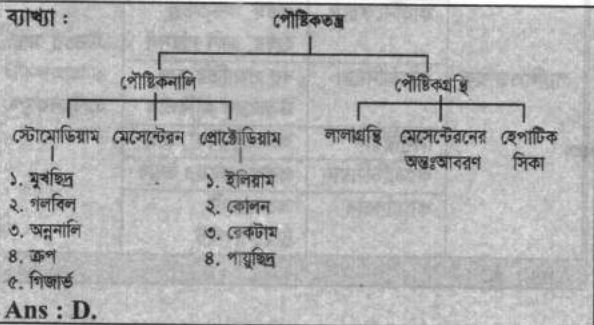 ব্যাখ্যা :
পৌষ্টিকতন্ত্র
পৌষ্টিকনালি পৌষ্টিকগ্রন্থি
স্টোমোডিয়াম মেসেন্টেরন প্রোক্টোডিয়াম লালাগ্রন্থি মেসেন্টেরনের হেপাটিক
অন্তঃআবরণ সিকা
১. মুখছিদ্র ১. ইলিয়াম
২. গলবিল ২. কোলন
৩. অন্ননালি ৩. রেকটাম
৪. ক্রপ ৪. পায়ুছিদ্র
৫. গিজার্ভ
Ans : D.